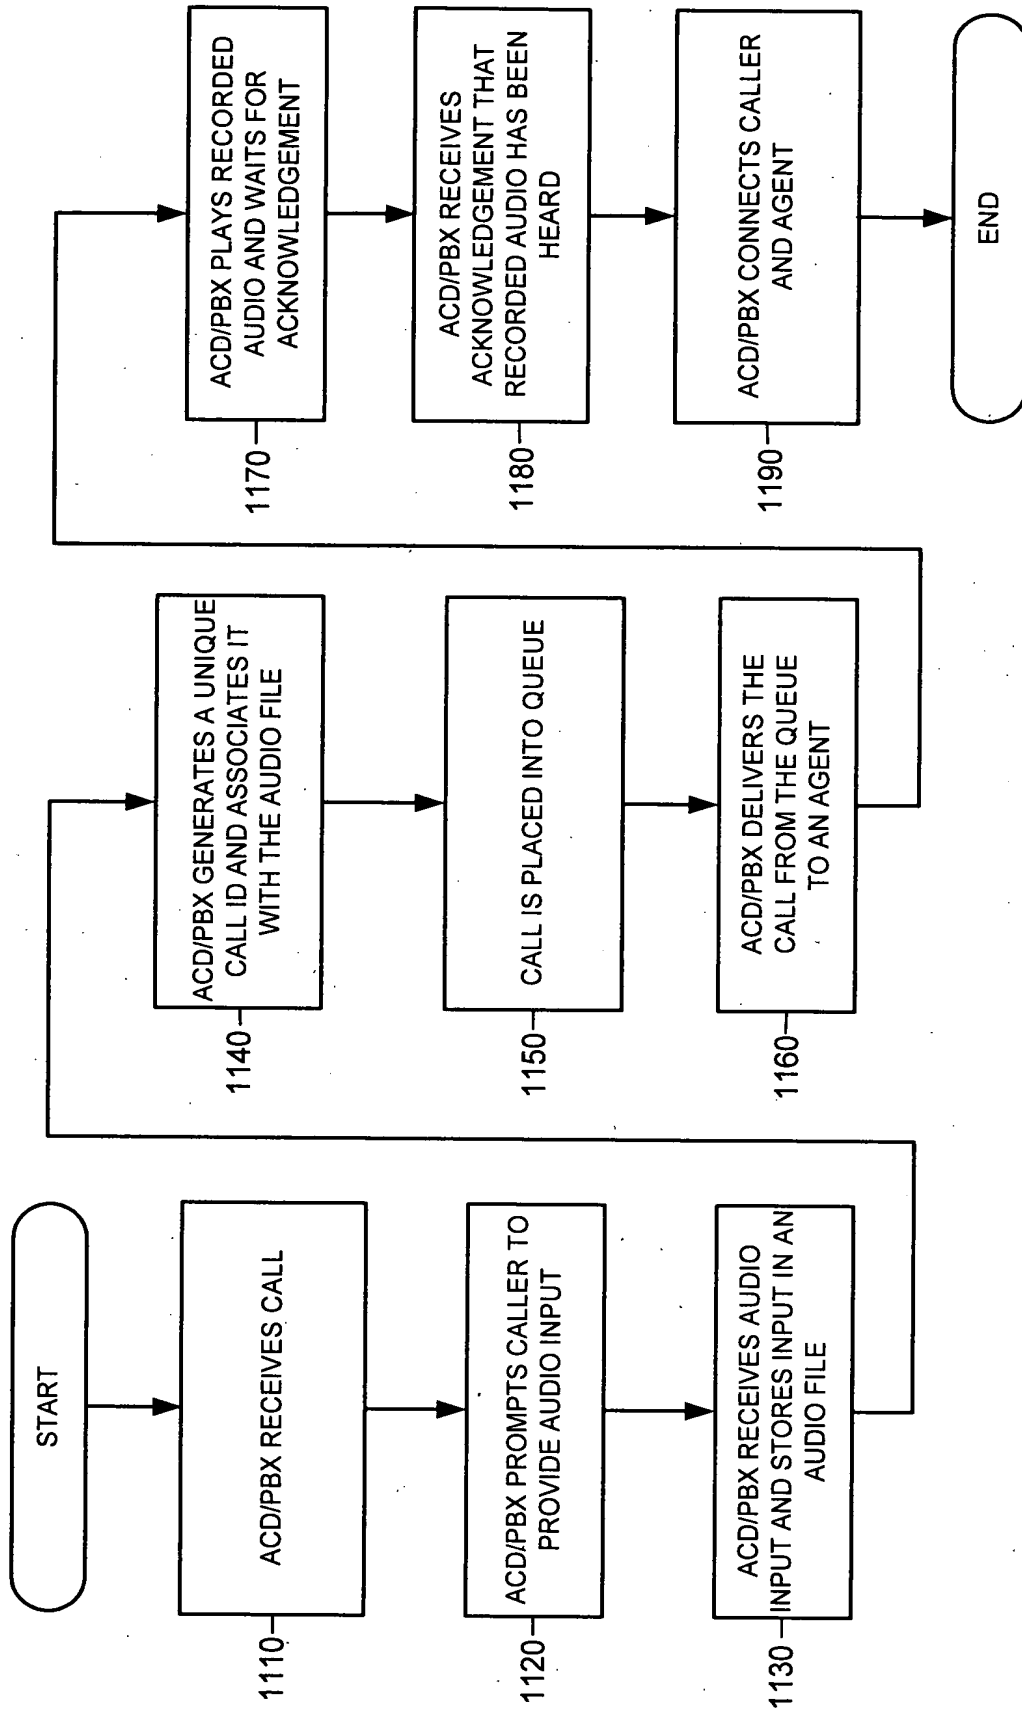 START
ACD/PBX RECEIVES CALL
1110
ACD/PBX PROMPTS CALLER TO
PROVIDE AUDIO INPUT
1120
ACD/PBX RECEIVES AUDIO
INPUT AND STORES INPUT IN AN
AUDIO FILE
1130
ACD/PBX GENERATES A UNIQUE
CALL ID AND ASSOCIATES IT
WITH THE AUDIO FILE
1140
CALL IS PLACED INTO QUEUE
1150
ACD/PBX DELIVERS THE
CALL FROM THE QUEUE
TO AN AGENT
1160
ACD/PBX PLAYS RECORDED
AUDIO AND WAITS FOR
ACKNOWLEDGEMENT
1170
ACD/PBX RECEIVES
ACKNOWLEDGEMENT THAT
RECORDED AUDIO HAS BEEN
HEARD
1180
ACD/PBX CONNECTS CALLER
AND AGENT
1190
END